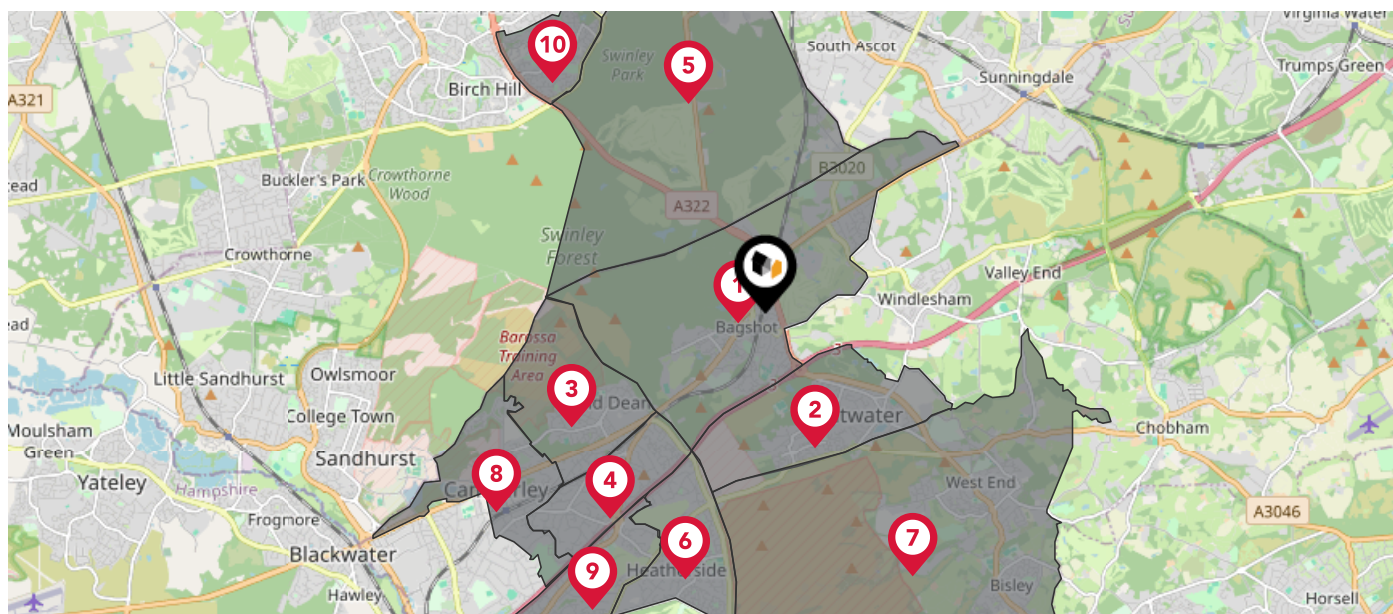 Virginia Water
South Ascot
10
Swinley
Park
5
Trumps Green
Sunningdale
Birch Hill
A321
B3020
Buckler's Park
Crowthorne
Wood
A322
Swinley
Forest
Crowthorne
1
Valley End
Windlesham
Bagshot
Barossa
Training
Area
3
3
Little Sandhurst
Owlsmoor
3
2
College Town
Moulsham
Green
Chobham
Sandhurst
8
4
Yateley
Hampshire
West End
A3046
Frogmore
6
7
Blackwater
9
Heatherside
Bisley
Hawley
Horsell